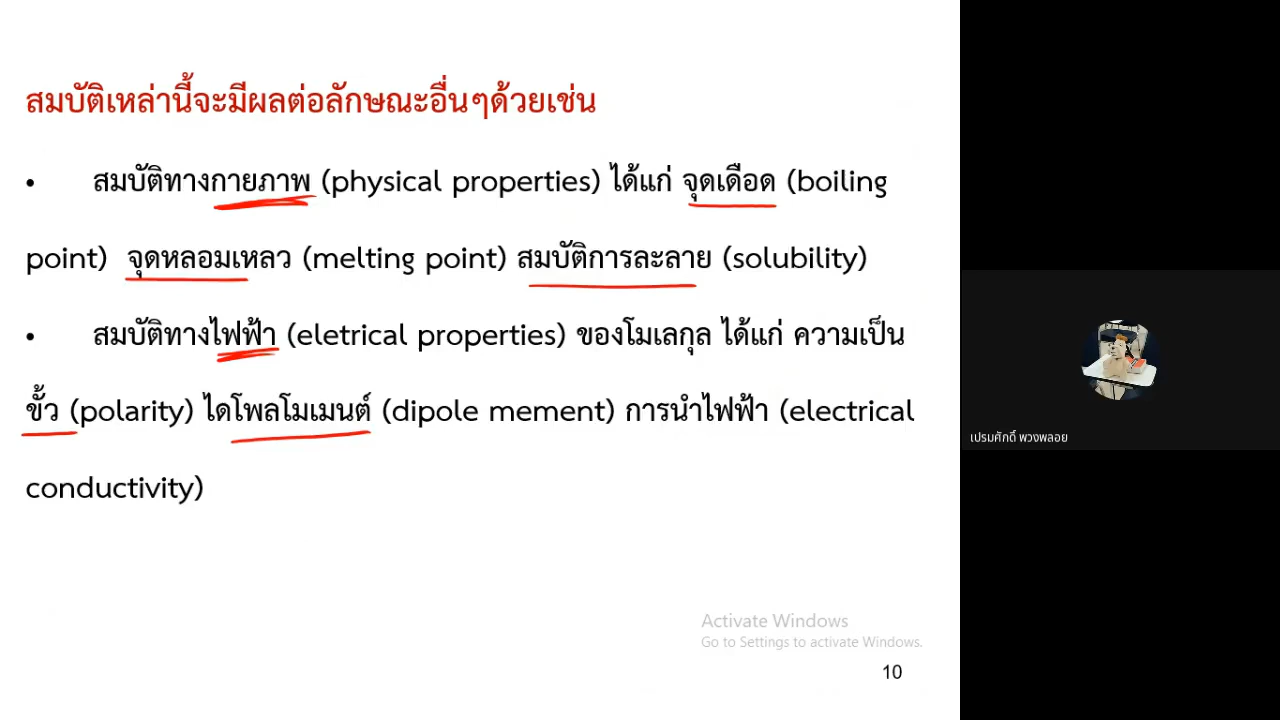 สมบัติเหล่านี้จะมีผลต่อลักษณะอื่นๆด้วยเช่น
• สมบัติทางกายภาพ (physical properties) ได้แก่ จุดเดือด (boiling
point) จุดหลอมเหลว (melting point) สมบัติการละลาย (solubility)
• สมบัติทางไฟฟ้า (eletrical properties) ของโมเลกุล ได้แก่ ความเป็น
ขั้ว (polarity) ไดโพลโมเมนต์ (dipole mement) การนำไฟฟ้า (electrical
conductivity)
เปรมศักดิ์ พวงพลอย
Activate Windows
Go to Settings to activate Windows.
10